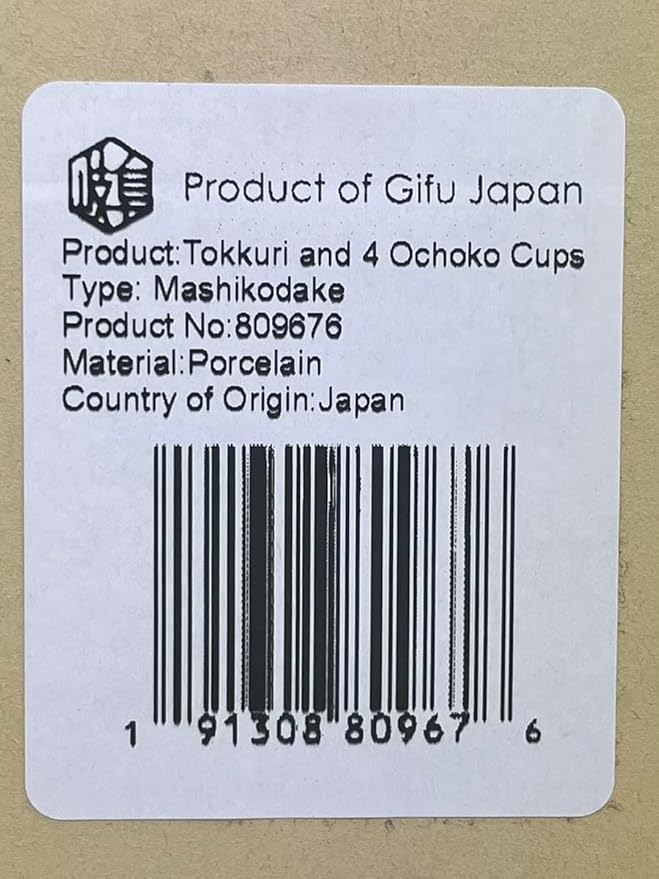 Product of Gifu Japan
Product:Tokkuri and 4 Ochoko Cups
Type: Mashikodake
Product No:809676
Material:Porcelain
Country of Origin:Japan
1 91308 80967 6